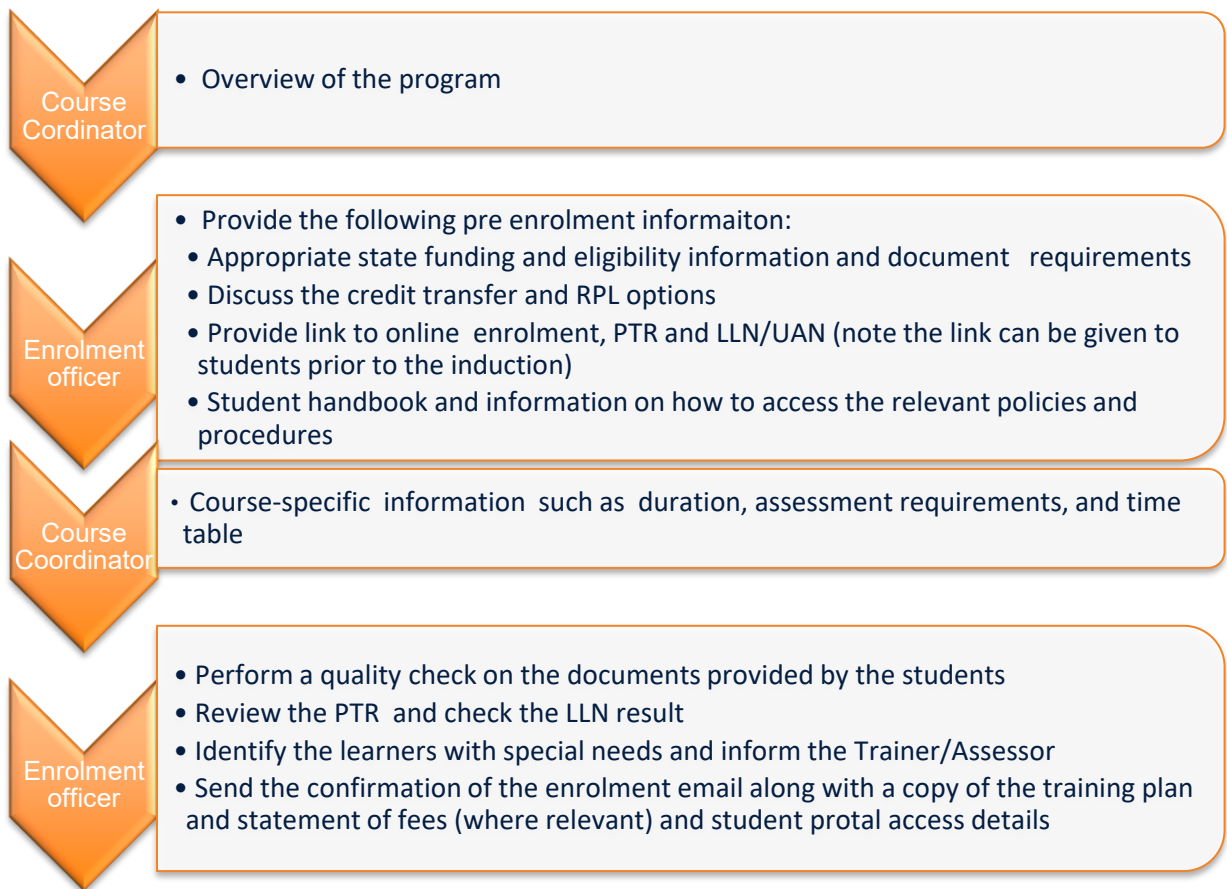 Course
Cordinator
• Overview of the program
Enrolment
officer
• Provide the following pre enrolment informaiton:
• Appropriate state funding and eligibility information and document requirements
• Discuss the credit transfer and RPL options
• Provide link to online enrolment, PTR and LLN/UAN (note the link can be given to
students prior to the induction)
• Student handbook and information on how to access the relevant policies and
procedures
Course
Coordinator
• Course-specific information such as duration, assessment requirements, and time
table
Enrolment
officer
• Perform a quality check on the documents provided by the students
• Review the PTR and check the LLN result
• Identify the learners with special needs and inform the Trainer/Assessor
• Send the confirmation of the enrolment email along with a copy of the training plan
and statement of fees (where relevant) and student protal access details